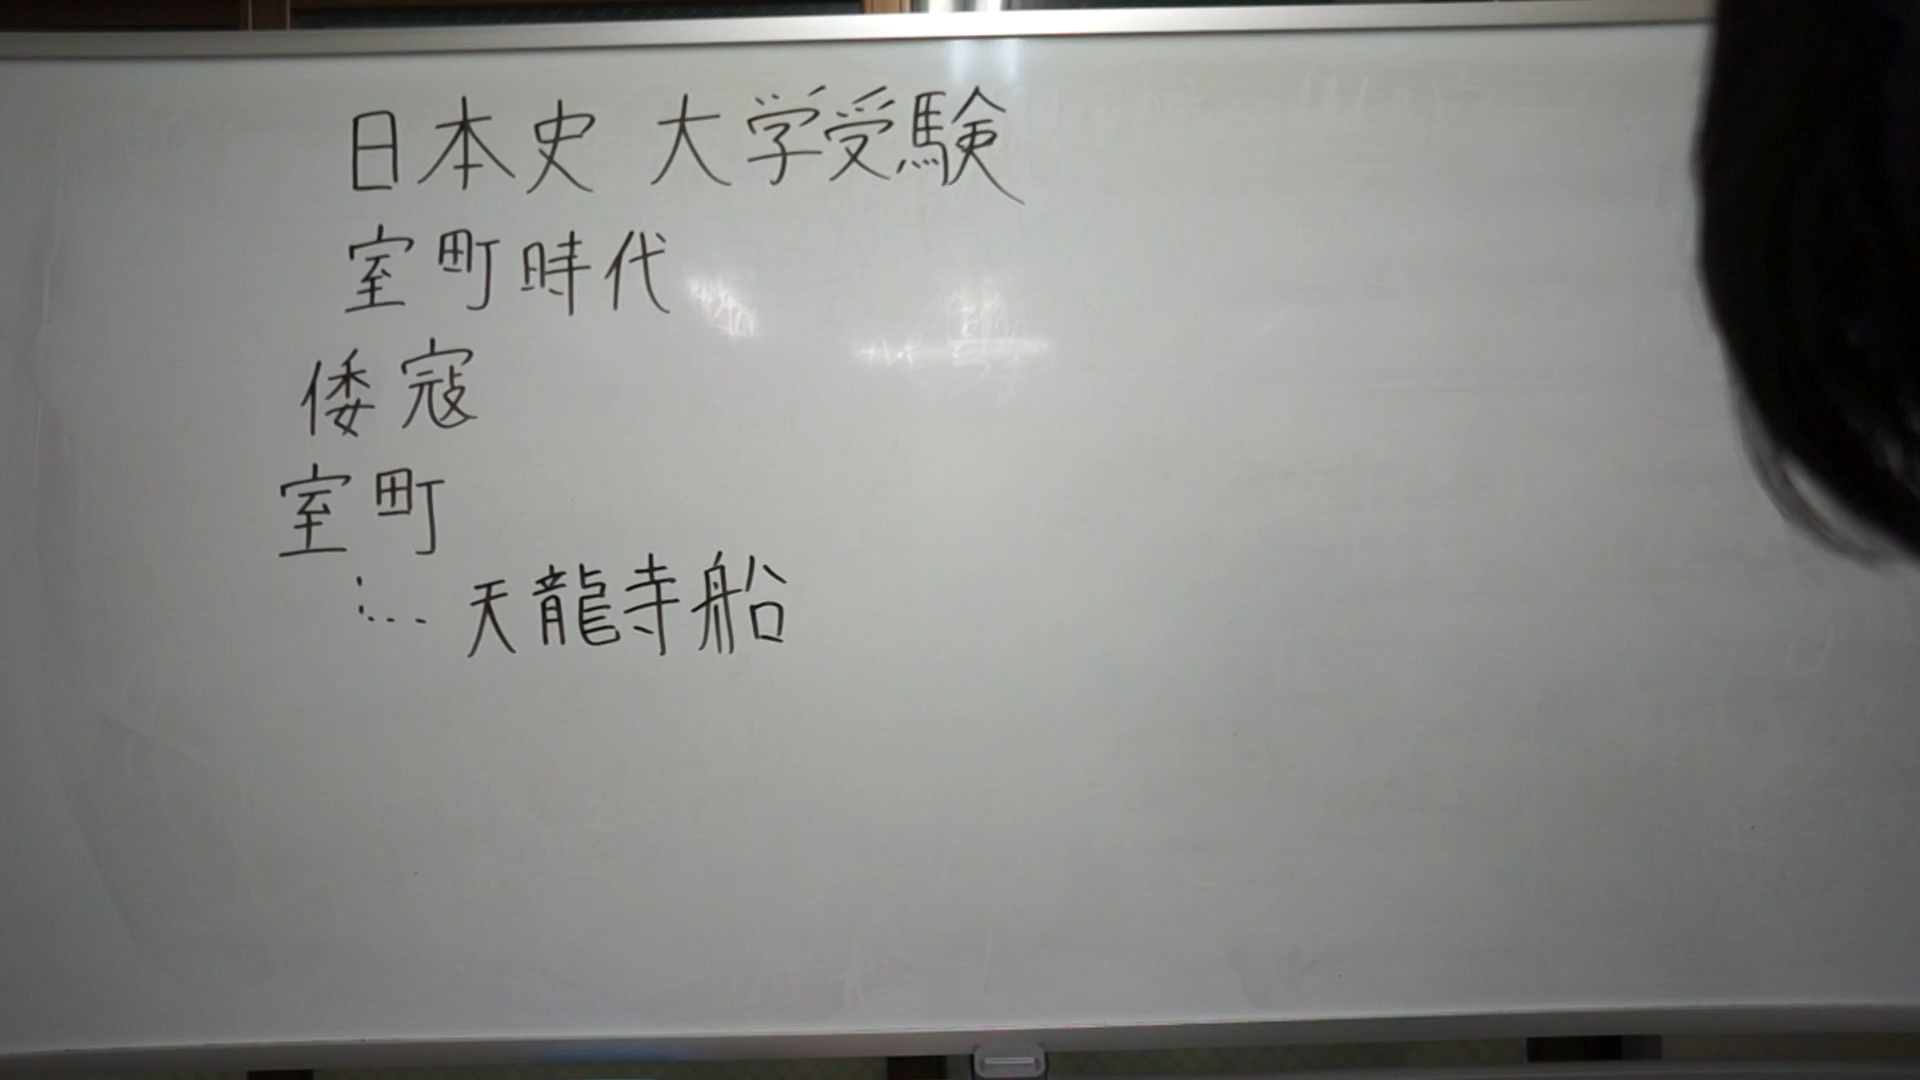 日本史 大学受験
室町時代
倭寇
室町
天龍寺船